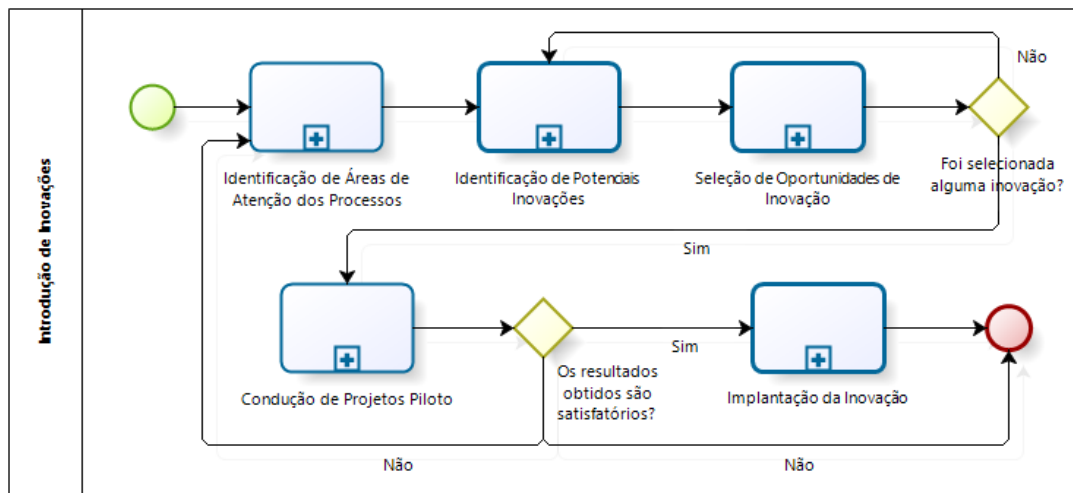 Introdução de Inovações
Não
Identificação de Áreas de
Atenção dos Processos
Identificação de Potenciais
Inovações
Seleção de Oportunidades de
Inovação
Foi selecionada
alguma inovação?
Sim
Condução de Projetos Piloto
Os resultados
obtidos são
satisfatórios?
Sim
Implantação da Inovação
Não
Não